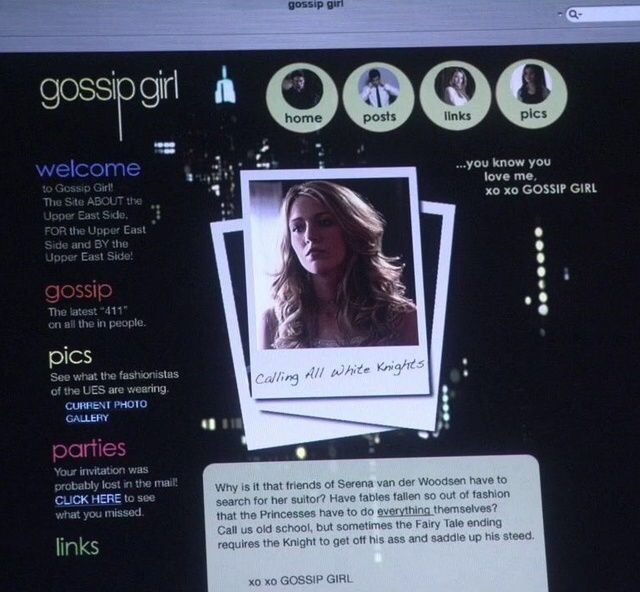 gossip girl
gossip girl
home
posts
links
pics
welcome
to Gossip Girl!
The Site ABOUT the
Upper East Side,
FOR the Upper East
Side and BY the
Upper East Side!
...you know you
love me,
xo xo GOSSIP GIRL
gossip
The latest "411"
on all the in people.
pics
See what the fashionistas
of the UES are wearing.
CURRENT PHOTO
GALLERY
Calling All White Knights
parties
Your invitation was
probably lost in the mail!
CLICK HERE to see
what you missed.
links
Why is it that friends of Serena van der Woodsen have to
search for her suitor? Have fables fallen so out of fashion
that the Princesses have to do everything themselves?
Call us old school, but sometimes the Fairy Tale ending
requires the Knight to get off his ass and saddle up his steed.
xo xo GOSSIP GIRL